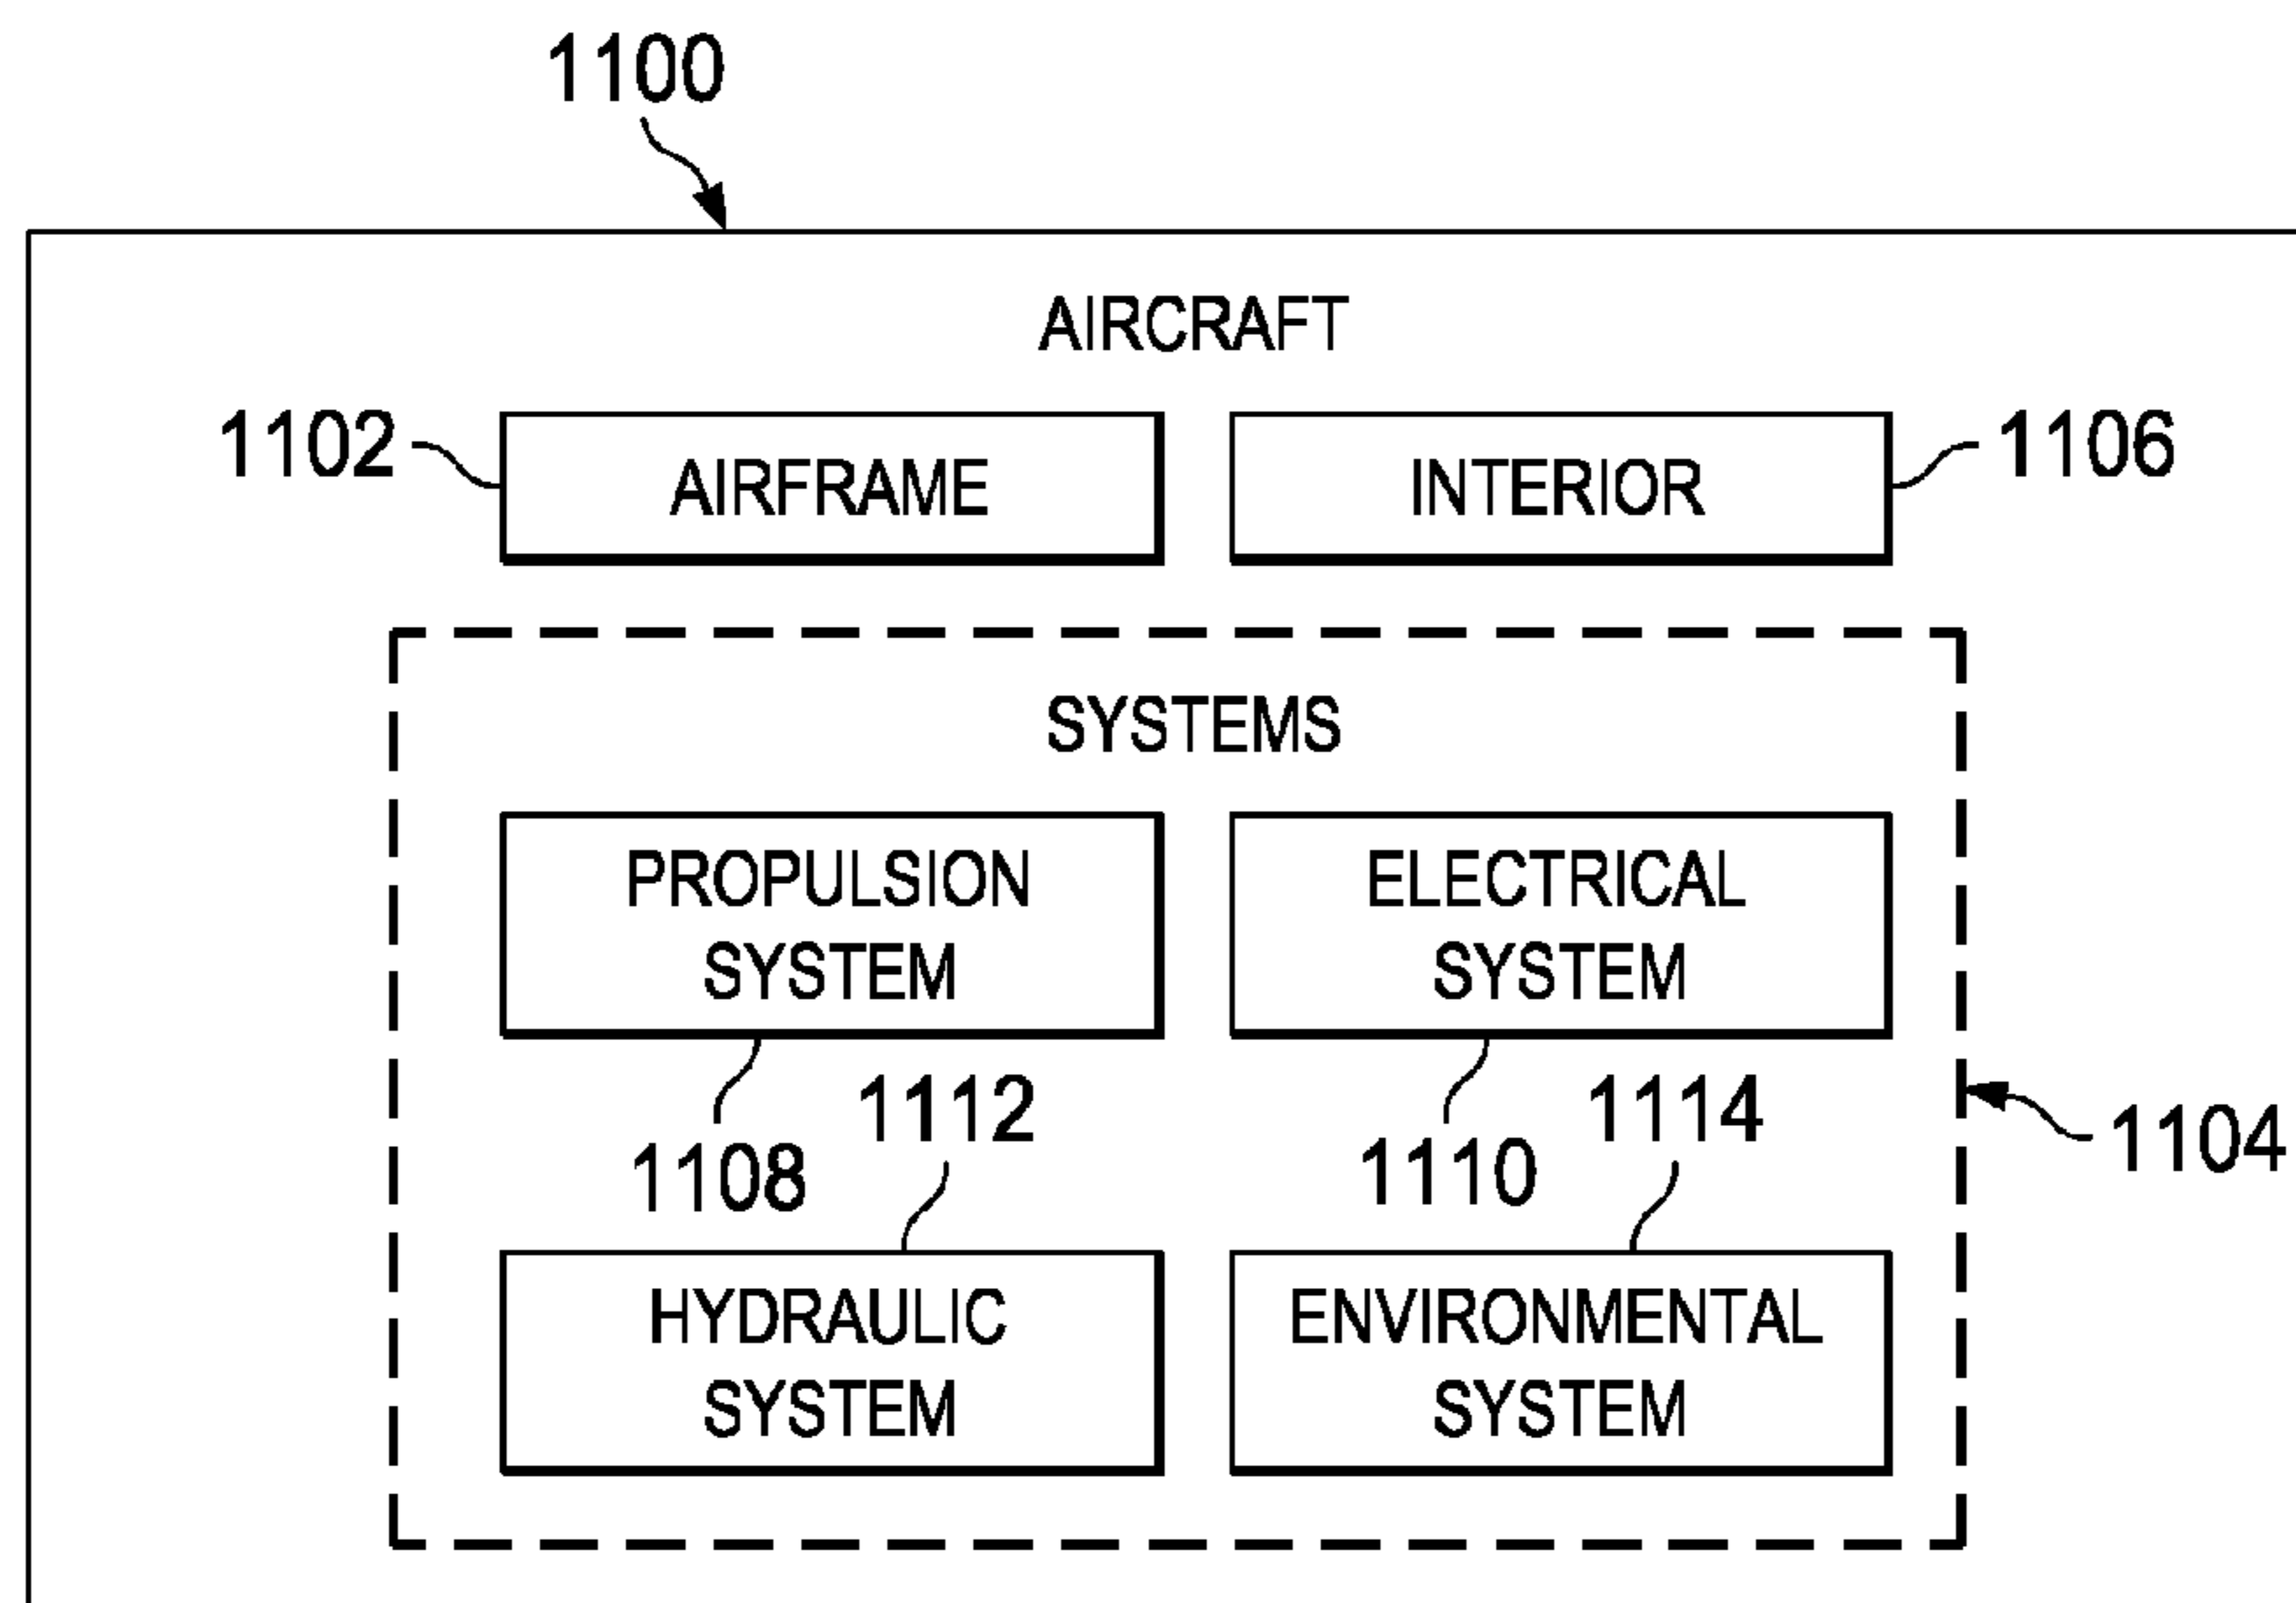 1100
AIRCRAFT
1102
AIRFRAME
INTERIOR
1106
SYSTEMS
PROPULSION
SYSTEM
ELECTRICAL
SYSTEM
1108
1112
1110
1114
1104
HYDRAULIC
SYSTEM
ENVIRONMENTAL
SYSTEM